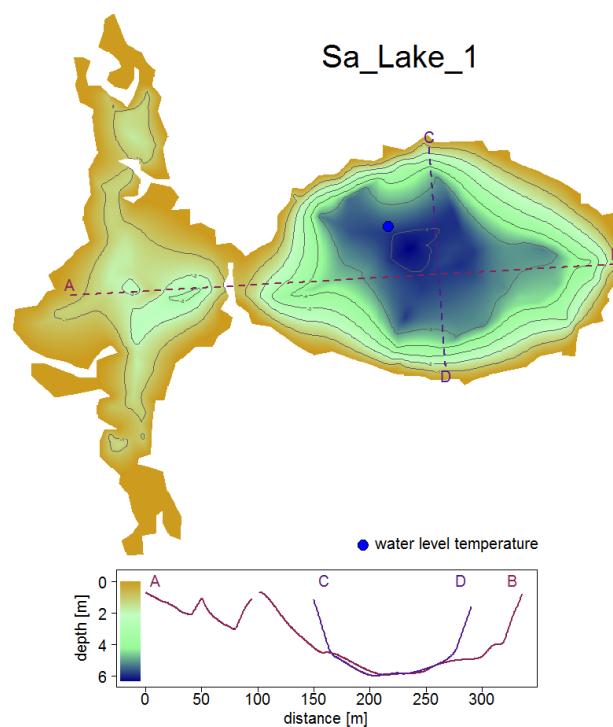 Sa_Lake_1
C
A
D
water level temperature
A
C
D
B
0
2
4
6
depth [m]
0
50
100
150
200
250
300
distance [m]